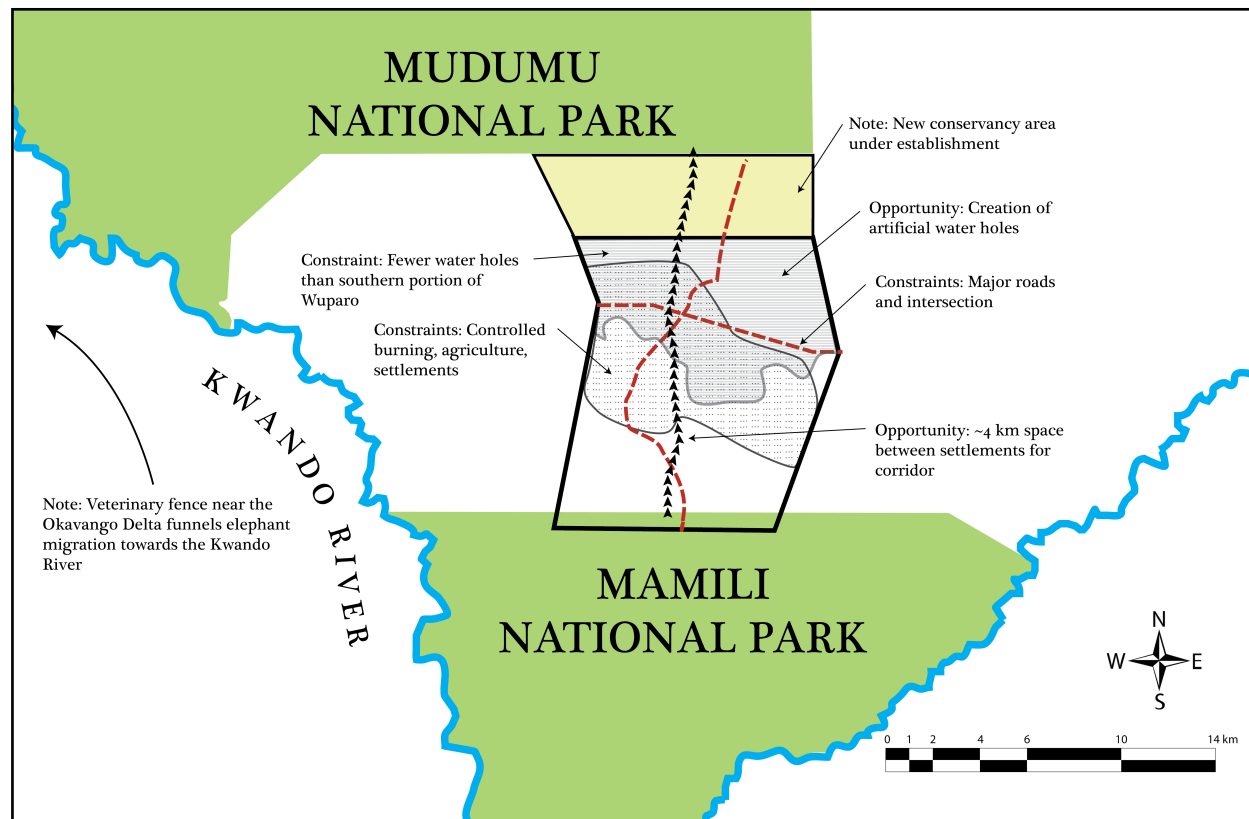 MUDUMU
NATIONAL PARK
Note: New conservancy area
under establishment
Opportunity: Creation of
artificial water holes
Constraint: Fewer water holes
than southern portion of
Wuparo
Constraints: Major roads
and intersection
Constraints: Controlled
burning, agriculture,
settlements
KWANDO RIVER
Opportunity: ~4 km space
between settlements for
corridor
Note: Veterinary fence near the
Okavango Delta funnels elephant
migration towards the Kwando
River
MAMILI
NATIONAL PARK
N
W E
S
0 1 2 4 6 10 14 km